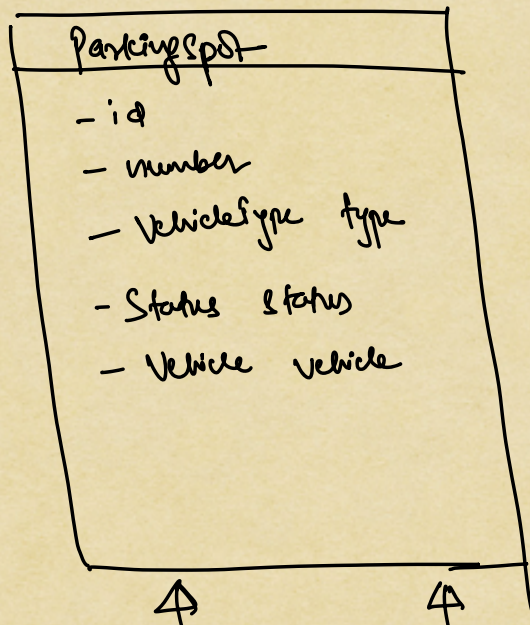 ParkingSpot
- id
- number
- VehicleType type
- Status status
- Vehicle vehicle